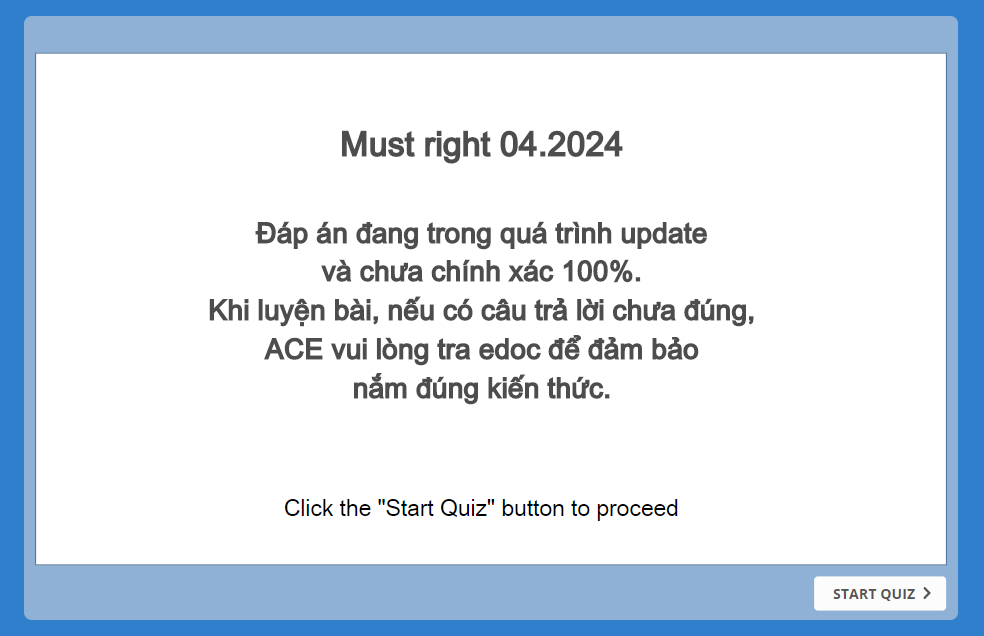 Must right 04.2024
Đáp án đang trong quá trình update
và chưa chính xác 100%.
Khi luyện bài, nếu có câu trả lời chưa đúng,
ACE vui lòng tra edoc để đảm bảo
nắm đúng kiến thức.
Click the "Start Quiz" button to proceed
START QUIZ